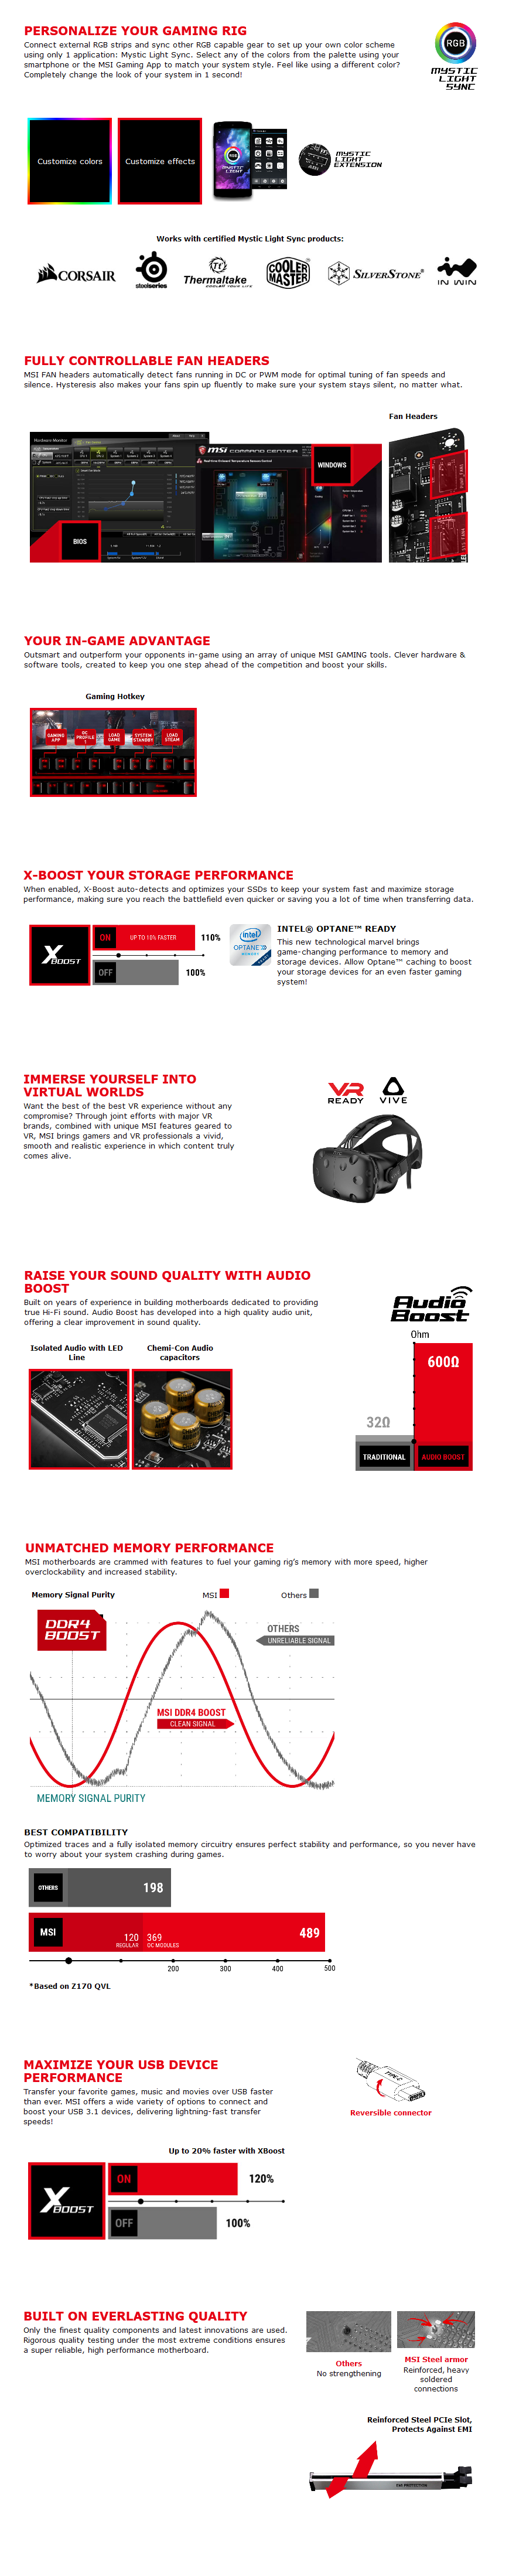 PERSONALIZE YOUR GAMING RIG
Connect external RGB strips and sync other RGB capable gear to set up your own color scheme
using only 1 application: Mystic Light Sync. Select any of the colors from the palette using your
smartphone or the MSI Gaming App to match your system style. Feel like using a different color?
Completely change the look of your system in 1 second!
RGB
MYSTIC
LIGHT
SYNC
Customize colors
Customize effects
RGB
MYSTIC
LIGHT
MYSTIC
LIGHT
EXTENSION
Works with certified Mystic Light Sync products:
CORSAIR
steelseries
Thermaltake
COOL YOUR LIFE
COOLER
MASTER
SILVERSTONE
IN WIN
FULLY CONTROLLABLE FAN HEADERS
MSI FAN headers automatically detect fans running in DC or PWM mode for optimal tuning of fan speeds and
silence. Hysteresis also makes your fans spin up fluently to make sure your system stays silent, no matter what.
Fan Headers
Hardware Monitor
msi COMMAND CENTER
WINDOWS
BIOS
YOUR IN-GAME ADVANTAGE
Outsmart and outperform your opponents in-game using an array of unique MSI GAMING tools. Clever hardware &
software tools, created to keep you one step ahead of the competition and boost your skills.
Gaming Hotkey
GAMING
APP
OC
PROFILE
1
LOAD
GAME
SYSTEM
STANDBY
LOAD
STEAM
X-BOOST YOUR STORAGE PERFORMANCE
When enabled, X-Boost auto-detects and optimizes your SSDs to keep your system fast and maximize storage
performance, making sure you reach the battlefield even quicker or saving you a lot of time when transferring data.
X BOOST
ON
UP TO 10% FASTER
110%
OFF
100%
intel
OPTANE
MEMORY
INTEL® OPTANE™ READY
This new technological marvel brings
game-changing performance to memory and
storage devices. Allow Optane™ caching to boost
your storage devices for an even faster gaming
system!
IMMERSE YOURSELF INTO
VIRTUAL WORLDS
Want the best of the best VR experience without any
compromise? Through joint efforts with major VR
brands, combined with unique MSI features geared to
VR, MSI brings gamers and VR professionals a vivid,
smooth and realistic experience in which content truly
comes alive.
VR
READY
VIVE
RAISE YOUR SOUND QUALITY WITH AUDIO
BOOST
Built on years of experience in building motherboards dedicated to providing
true Hi-Fi sound. Audio Boost has developed into a high quality audio unit,
offering a clear improvement in sound quality.
Audio
Boost
Isolated Audio with LED
Line
Chemi-Con Audio
capacitors
Ohm
600Ω
32Ω
TRADITIONAL
AUDIO BOOST
UNMATCHED MEMORY PERFORMANCE
MSI motherboards are crammed with features to fuel your gaming rig's memory with more speed, higher
overclockability and increased stability.
Memory Signal Purity
MSI
Others
DDR4
BOOST
OTHERS
UNRELIABLE SIGNAL
MSI DDR4 BOOST
CLEAN SIGNAL
MEMORY SIGNAL PURITY
BEST COMPATIBILITY
Optimized traces and a fully isolated memory circuitry ensures perfect stability and performance, so you never have
to worry about your system crashing during games.
OTHERS
198
MSI
120
REGULAR
369
OC MODULES
489
200
300
400
500
*Based on Z170 QVL
MAXIMIZE YOUR USB DEVICE
PERFORMANCE
Transfer your favorite games, music and movies over USB faster
than ever. MSI offers a wide variety of options to connect and
boost your USB 3.1 devices, delivering lightning-fast transfer
speeds!
TYPE-C
Reversible connector
Up to 20% faster with XBoost
X BOOST
ON
120%
OFF
100%
BUILT ON EVERLASTING QUALITY
Only the finest quality components and latest innovations are used.
Rigorous quality testing under the most extreme conditions ensures
a super reliable, high performance motherboard.
Others
No strengthening
MSI Steel armor
Reinforced, heavy
soldered
connections
Reinforced Steel PCIe Slot,
Protects Against EMI